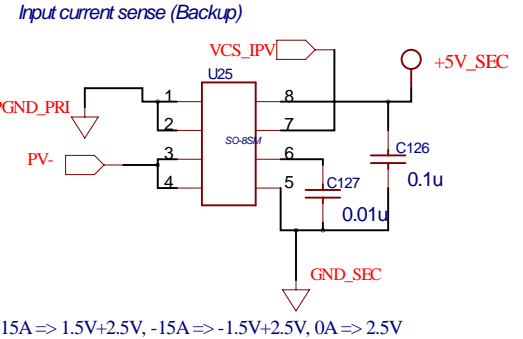 Input current sense (Backup)
VCS_IPV
+5V_SEC
U25
PGND_PRI
1
8
2
7
SO-8SM
PV-
3
6
4
5
C126
0.1u
C127
0.01u
GND_SEC
15A => 1.5V+2.5V, -15A => -1.5V+2.5V, 0A => 2.5V